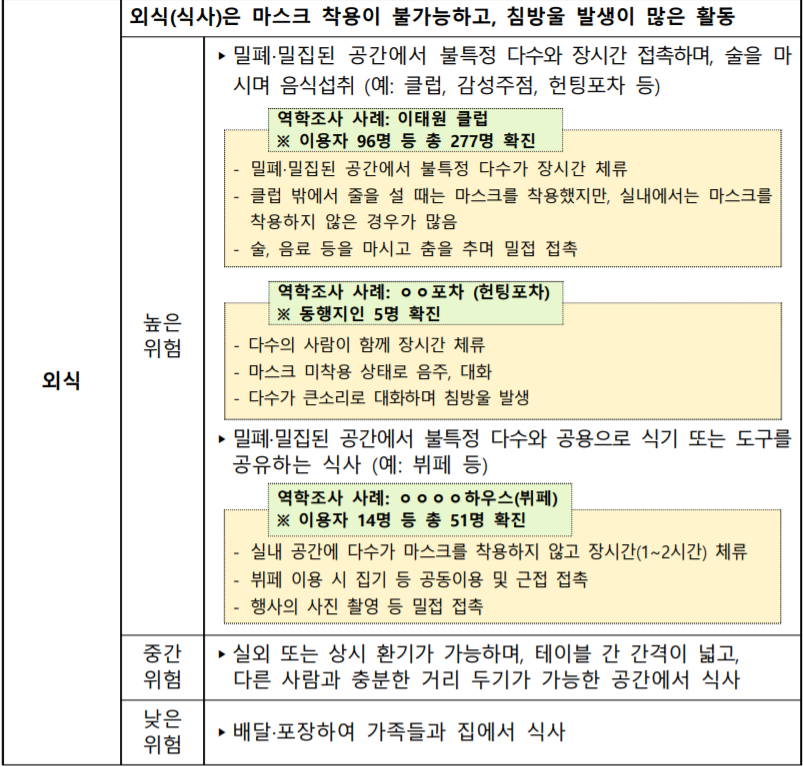 외식(식사)은 마스크 착용이 불가능하고, 침방울 발생이 많은 활동
외식
높은
위험
▸ 밀폐·밀집된 공간에서 불특정 다수와 장시간 접촉하며, 술을 마
시며 음식섭취 (예: 클럽, 감성주점, 헌팅포차 등)
역학조사 사례: 이태원 클럽
※ 이용자 96명 등 총 277명 확진
- 밀폐·밀집된 공간에서 불특정 다수가 장시간 체류
- 클럽 밖에서 줄을 설 때는 마스크를 착용했지만, 실내에서는 마스크를
착용하지 않은 경우가 많음
- 술, 음료 등을 마시고 춤을 추며 밀접 접촉
역학조사 사례: ㅇㅇ포차 (헌팅포차)
※ 동행지인 5명 확진
- 다수의 사람이 함께 장시간 체류
- 마스크 미착용 상태로 음주, 대화
- 다수가 큰소리로 대화하며 침방울 발생
▸ 밀폐·밀집된 공간에서 불특정 다수와 공용으로 식기 또는 도구를
공유하는 식사 (예: 뷔페 등)
역학조사 사례: ㅇㅇㅇㅇ하우스(뷔페)
※ 이용자 14명 등 총 51명 확진
- 실내 공간에 다수가 마스크를 착용하지 않고 장시간(1~2시간) 체류
- 뷔페 이용 시 집기 등 공동이용 및 근접 접촉
- 행사의 사진 촬영 등 밀접 접촉
중간
위험
▸ 실외 또는 상시 환기가 가능하며, 테이블 간 간격이 넓고,
다른 사람과 충분한 거리 두기가 가능한 공간에서 식사
낮은
위험
▸ 배달·포장하여 가족들과 집에서 식사